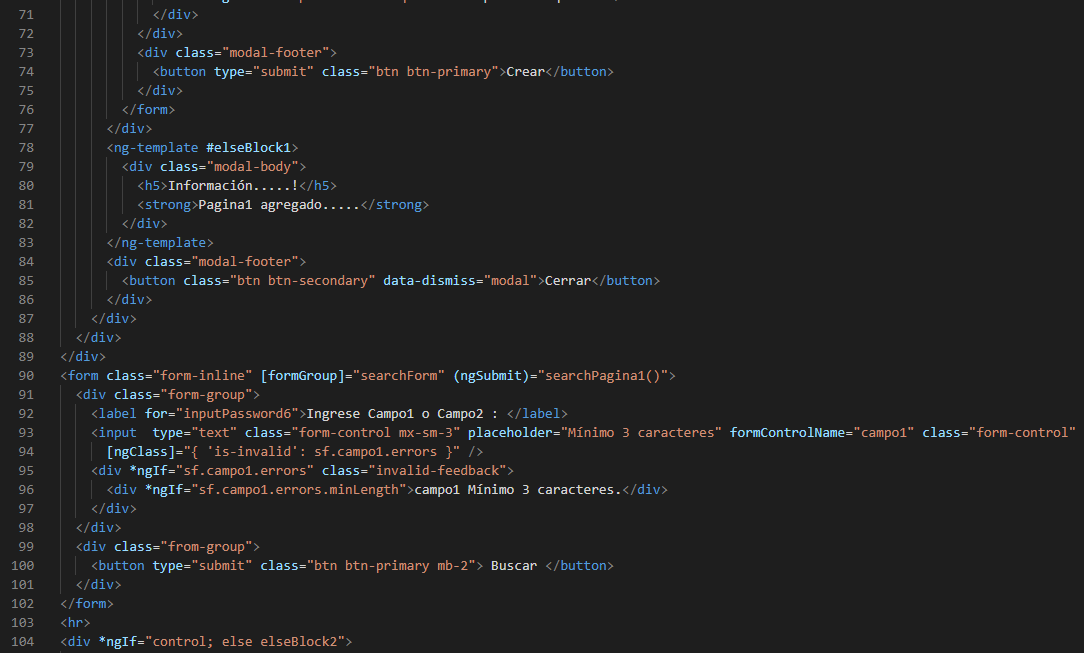 71 </div>
72 </div>
73 <div class="modal-footer">
74 <button type="submit" class="btn btn-primary">Crear</button>
75 </div>
76 </form>
77 </div>
78 <ng-template #elseBlock1>
79 <div class="modal-body">
80 <h5>Información.....!</h5>
81 <strong>Pagina1 agregado.....</strong>
82 </div>
83 </ng-template>
84 <div class="modal-footer">
85 <button class="btn btn-secondary" data-dismiss="modal">Cerrar</button>
86 </div>
87 </div>
88 </div>
89 </div>
90 <form class="form-inline" [formGroup]="searchForm" (ngSubmit)="searchPagina1()">
91 <div class="form-group">
92 <label for="inputPassword6">Ingrese Campo1 o Campo2 : </label>
93 <input  type="text" class="form-control mx-sm-3" placeholder="Mínimo 3 caracteres" formControlName="campo1" class="form-control"
94 [ngClass]="{ 'is-invalid': sf.campo1.errors }" />
95 <div *ngIf="sf.campo1.errors" class="invalid-feedback">
96 <div *ngIf="sf.campo1.errors.minLength">campo1 Mínimo 3 caracteres.</div>
97 </div>
98 </div>
99 <div class="from-group">
100 <button type="submit" class="btn btn-primary mb-2"> Buscar </button>
101 </div>
102 </form>
103 <hr>
104 <div *ngIf="control; else elseBlock2">